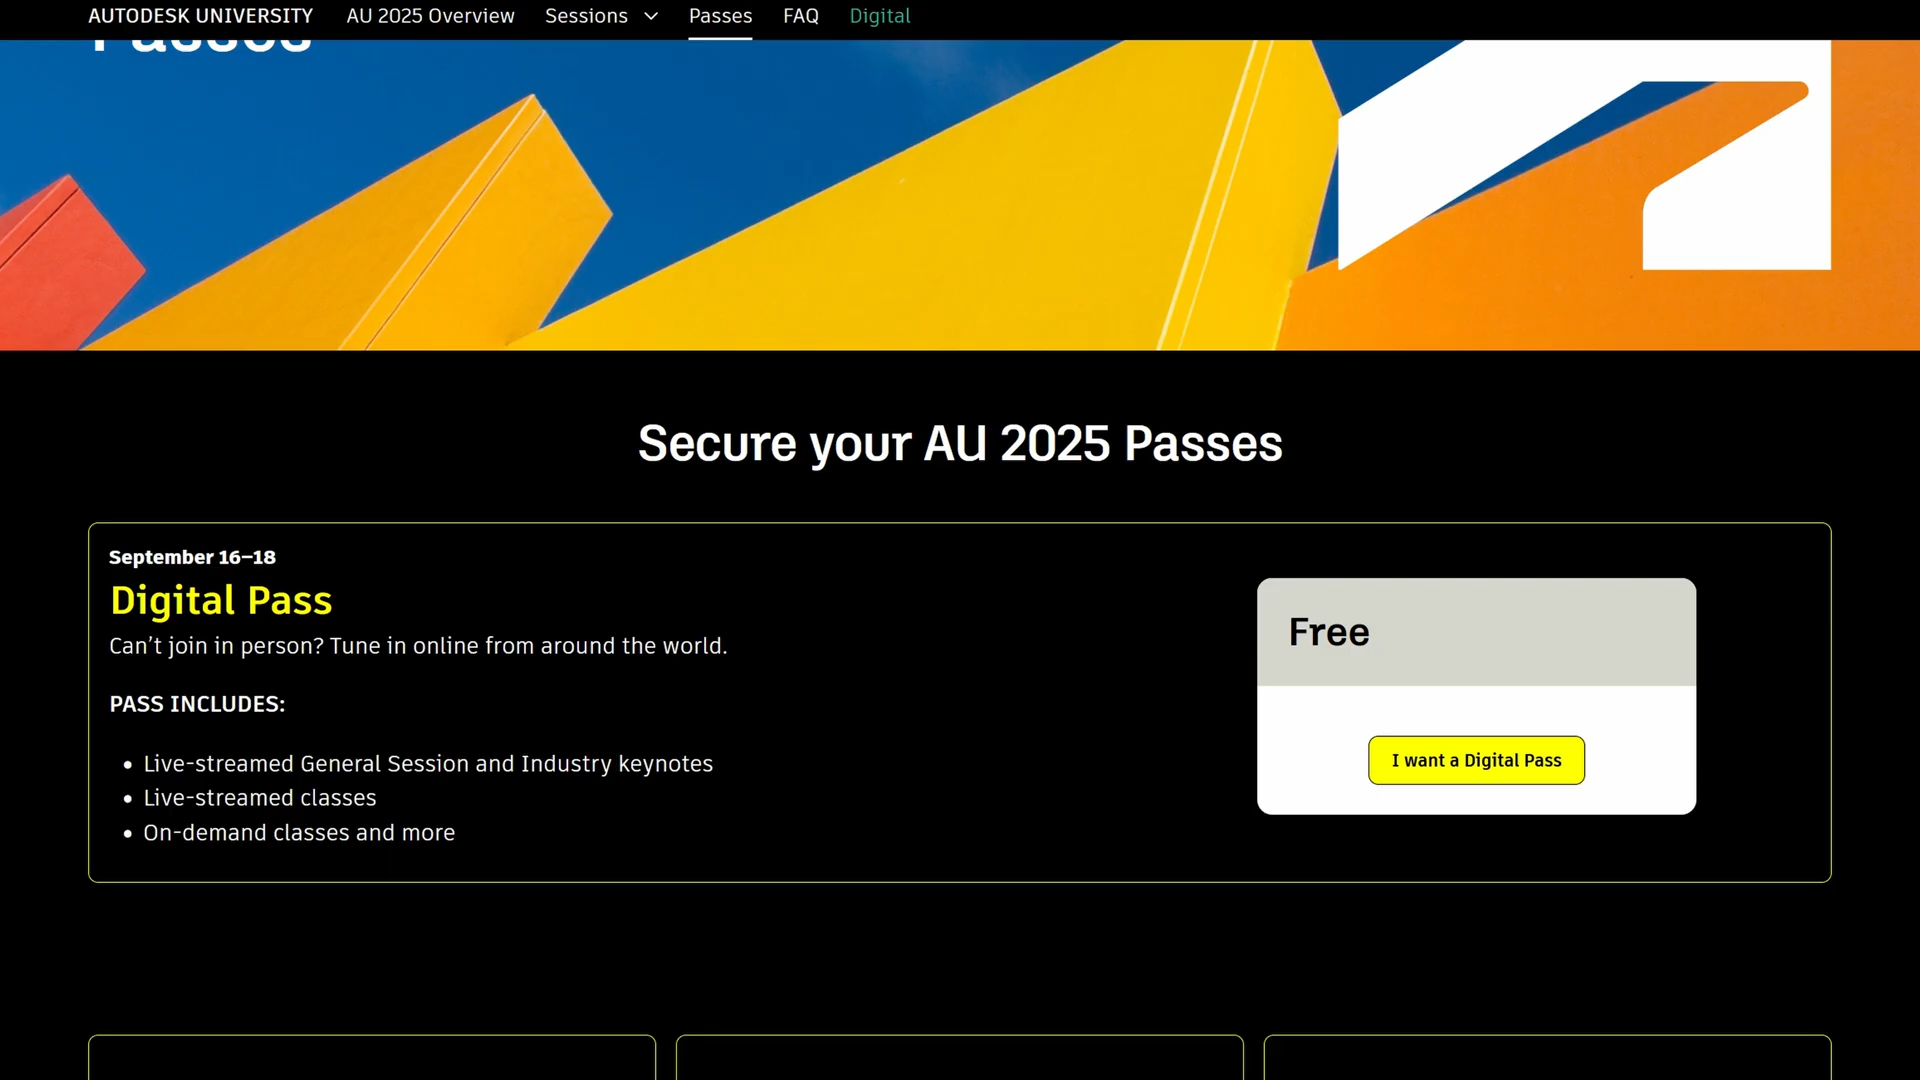 AUTODESK UNIVERSITY AU 2025 Overview Sessions Passes FAQ Digital
Passes
Secure your AU 2025 Passes
September 16–18
Digital Pass
Can’t join in person? Tune in online from around the world.
PASS INCLUDES:
• Live-streamed General Session and Industry keynotes
• Live-streamed classes
• On-demand classes and more
Free
I want a Digital Pass